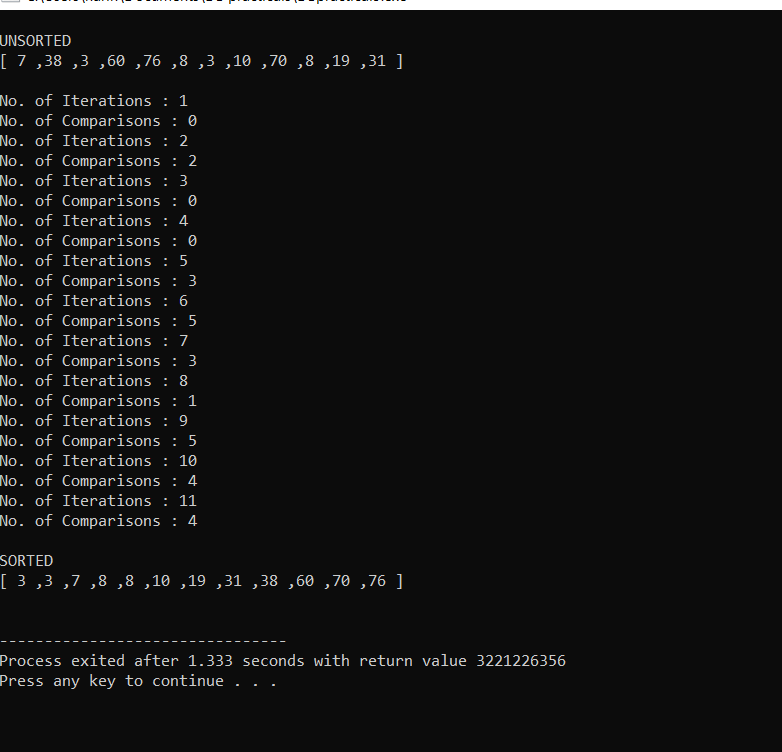 UNSORTED
[ 7 ,38 ,3 ,60 ,76 ,8 ,3 ,10 ,70 ,8 ,19 ,31 ]
No. of Iterations : 1
No. of Comparisons : 0
No. of Iterations : 2
No. of Comparisons : 2
No. of Iterations : 3
No. of Comparisons : 0
No. of Iterations : 4
No. of Comparisons : 0
No. of Iterations : 5
No. of Comparisons : 3
No. of Iterations : 6
No. of Comparisons : 5
No. of Iterations : 7
No. of Comparisons : 3
No. of Iterations : 8
No. of Comparisons : 1
No. of Iterations : 9
No. of Comparisons : 5
No. of Iterations : 10
No. of Comparisons : 4
No. of Iterations : 11
No. of Comparisons : 4
SORTED
[ 3 ,3 ,7 ,8 ,8 ,10 ,19 ,31 ,38 ,60 ,70 ,76 ]
--------------------------------
Process exited after 1.333 seconds with return value 3221226356
Press any key to continue . . .